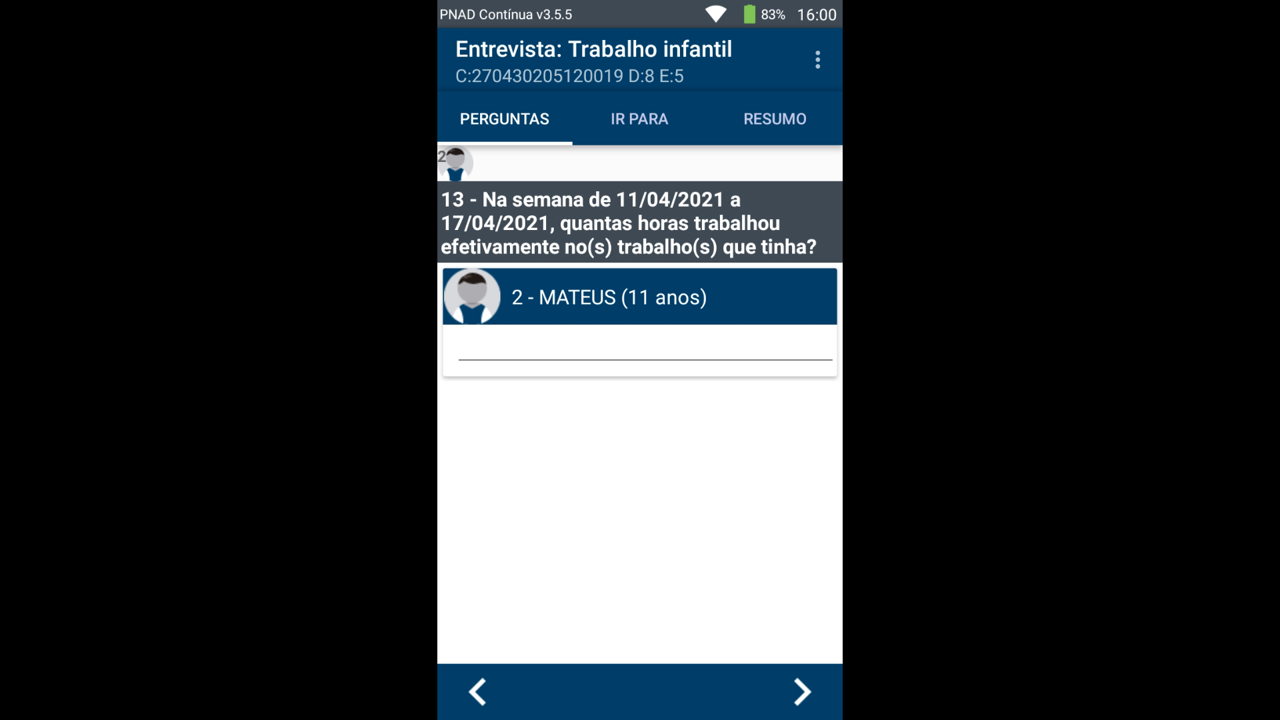 PNAD Contínua v3.5.5 83% 16:00
Entrevista: Trabalho infantil
C:270430205120019 D:8 E:5
PERGUNTAS IR PARA RESUMO
2
13 - Na semana de 11/04/2021 a
17/04/2021, quantas horas trabalhou
efetivamente no(s) trabalho(s) que tinha?
2 - MATEUS (11 anos)